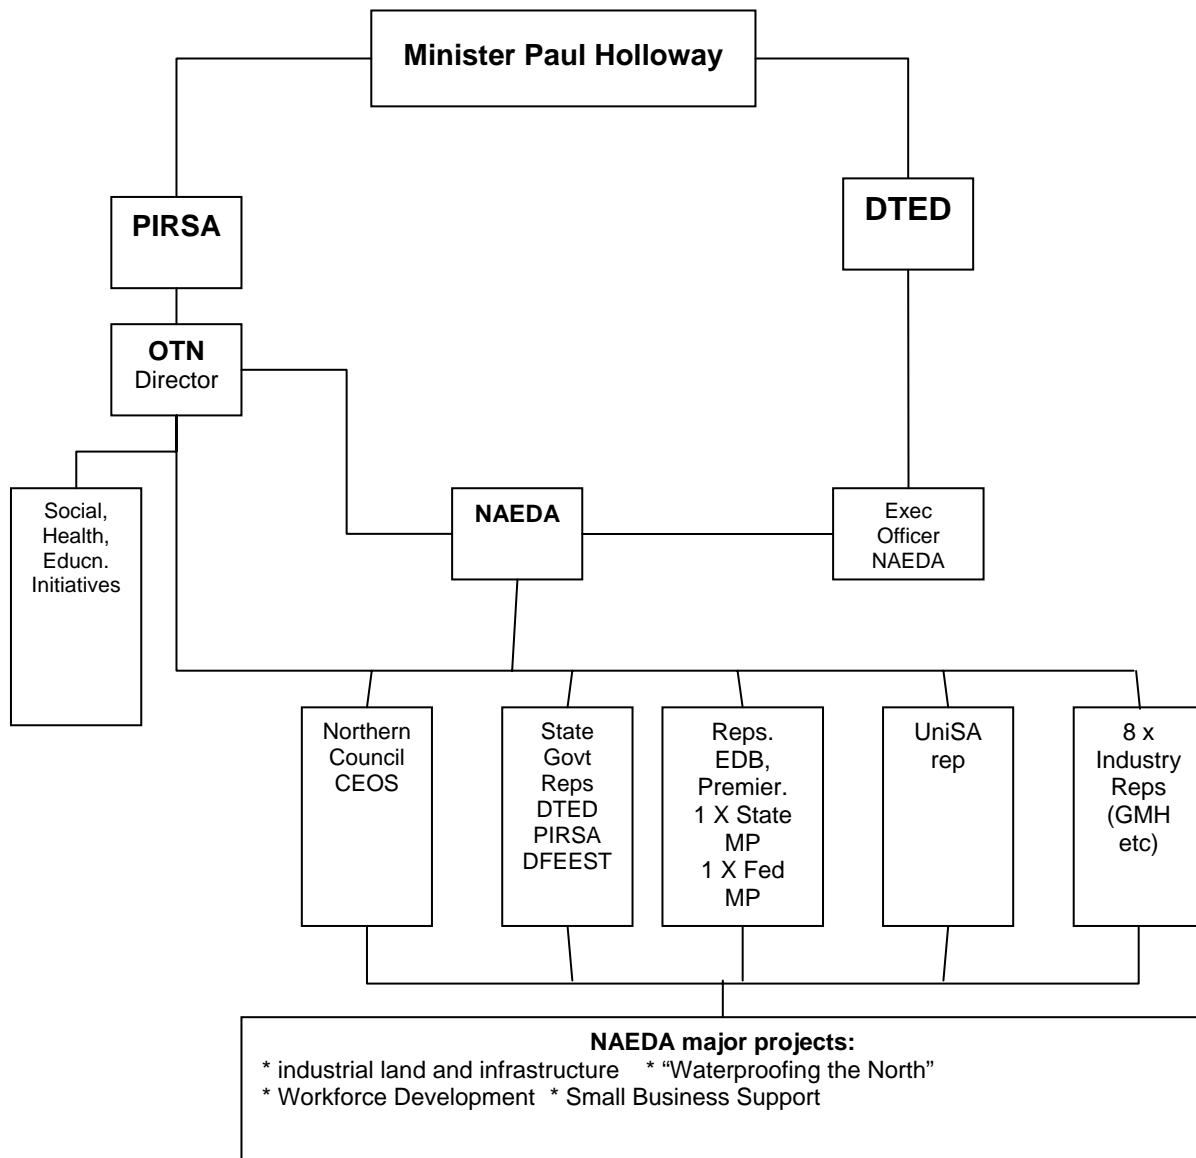 Minister Paul Holloway
PIRSA
DTED
OTN
Director
Social,
Health,
Educn.
Initiatives
NAEDA
Exec
Officer
NAEDA
Northern
Council
CEOS
State
Govt
Reps
DTED
PIRSA
DFEEST
Reps.
EDB,
Premier.
1 X State
MP
1 X Fed
MP
UniSA
rep
8 x
Industry
Reps
(GMH
etc)
NAEDA major projects:
* industrial land and infrastructure * “Waterproofing the North”
* Workforce Development * Small Business Support